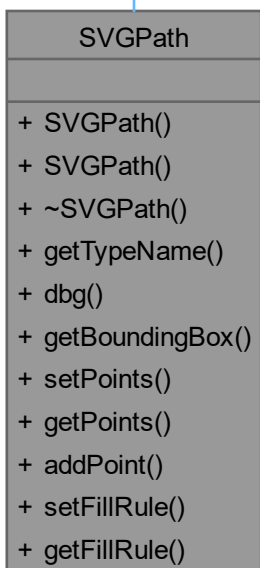 SVGPath
+ SVGPath()
+ SVGPath()
+ ~SVGPath()
+ getTypeName()
+ dbg()
+ getBoundingBox()
+ setPoints()
+ getPoints()
+ addPoint()
+ setFillRule()
+ getFillRule()